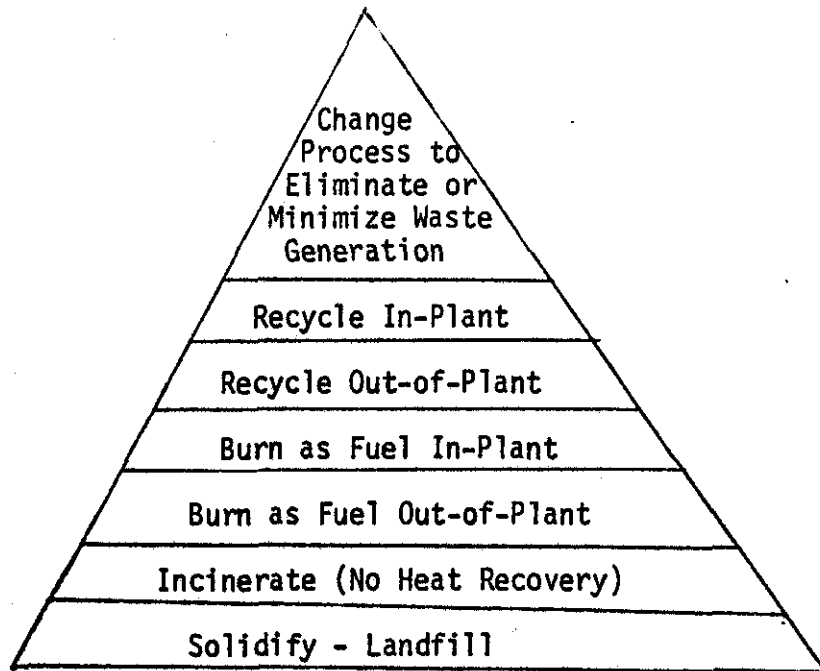 Change
Process to
Eliminate or
Minimize Waste
Generation
Recycle In-Plant
Recycle Out-of-Plant
Burn as Fuel In-Plant
Burn as Fuel Out-of-Plant
Incinerate (No Heat Recovery)
Solidify - Landfill